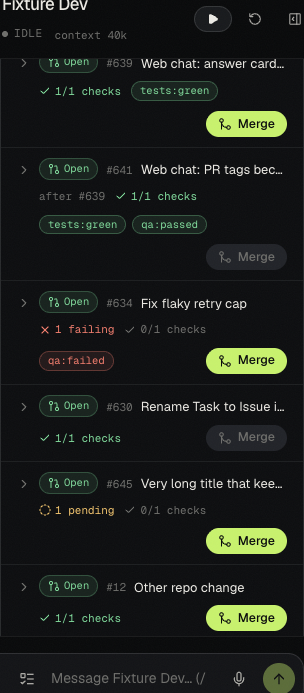 Fixture Dev
IDLE context 40k
Open #639 Web chat: answer card...
1/1 checks tests:green
Merge
Open #641 Web chat: PR tags bec...
after #639 1/1 checks
tests:green qa:passed
Merge
Open #634 Fix flaky retry cap
1 failing 0/1 checks
qa:failed Merge
Open #630 Rename Task to Issue i...
1/1 checks Merge
Open #645 Very long title that kee...
1 pending 0/1 checks
Merge
Open #12 Other repo change
1/1 checks Merge
Message Fixture Dev... (/